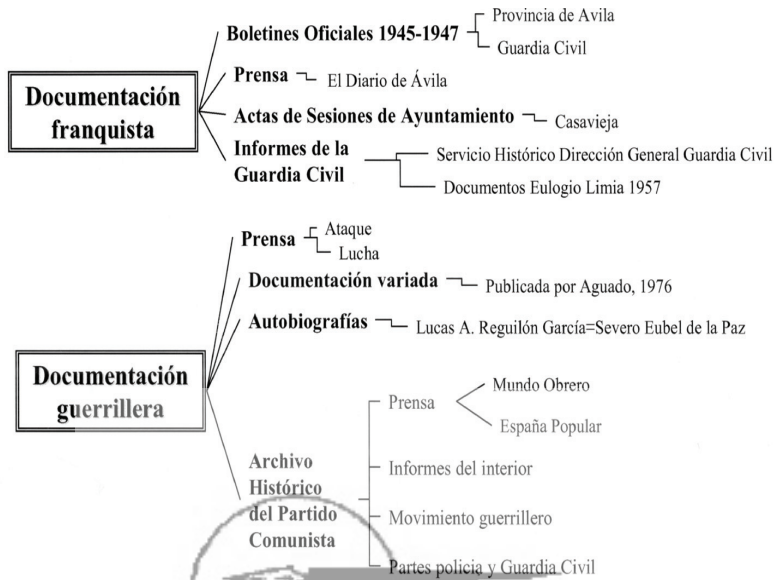 Documentación
franquista
Boletines Oficiales 1945-1947
Provincia de Avila
Guardia Civil
Prensa
El Diario de Ávila
Actas de Sesiones de Ayuntamiento
Casavieja
Informes de la
Guardia Civil
Servicio Histórico Dirección General Guardia Civil
Documentos Eulogio Limia 1957
Documentación
guerrillera
Prensa
Ataque
Lucha
Documentación variada
Publicada por Aguado, 1976
Autobiografías
Lucas A. Reguilón García=Severo Eubel de la Paz
Archivo
Histórico
del Partido
Comunista
Prensa
Mundo Obrero
España Popular
Informes del interior
Movimiento guerrillero
Partes policia y Guardia Civil